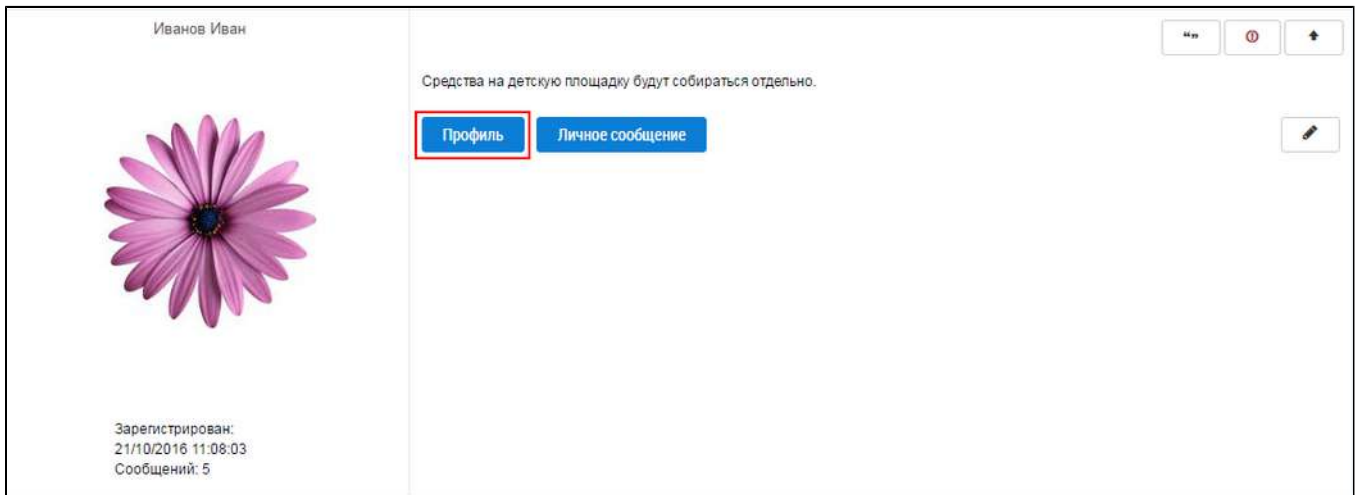 Иванов Иван
Средства на детскую площадку будут собираться отдельно.
Профиль
Личное сообщение
Зарегистрирован:
21/10/2016 11:08:03
Сообщений: 5